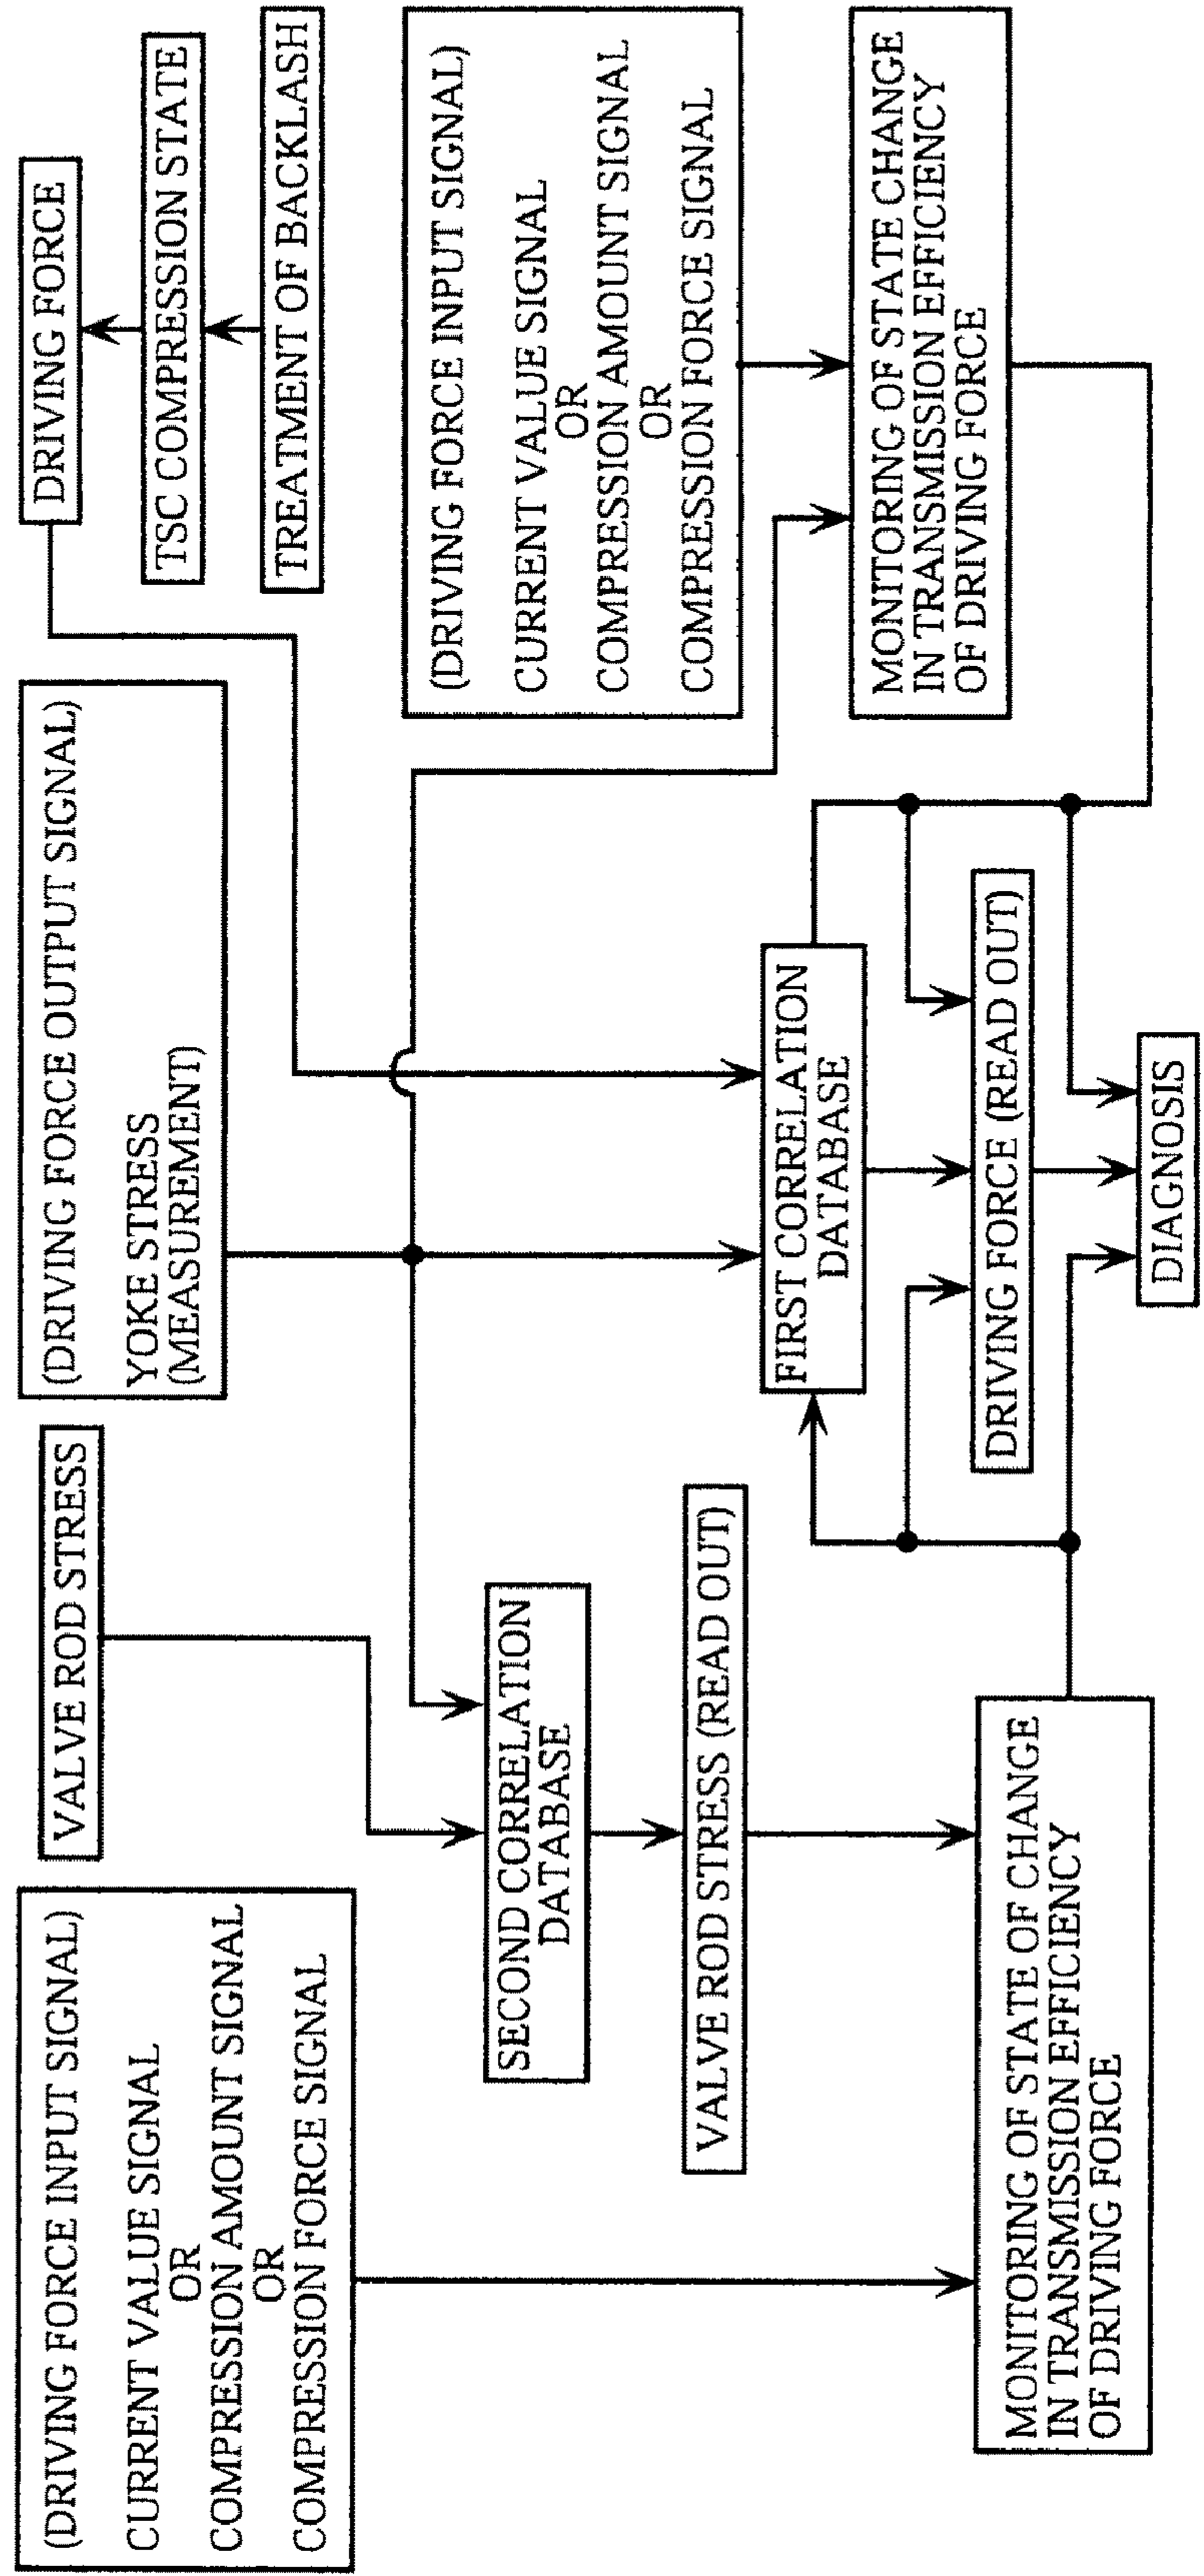 (DRIVING FORCE INPUT SIGNAL)
CURRENT VALUE SIGNAL
OR
COMPRESSION AMOUNT SIGNAL
OR
COMPRESSION FORCE SIGNAL
VALVE ROD STRESS
(DRIVING FORCE OUTPUT SIGNAL)
YOKE STRESS
(MEASUREMENT)
DRIVING FORCE
TSC COMPRESSION STATE
TREATMENT OF BACKLASH
(DRIVING FORCE INPUT SIGNAL)
CURRENT VALUE SIGNAL
OR
COMPRESSION AMOUNT SIGNAL
OR
COMPRESSION FORCE SIGNAL
SECOND CORRELATION
DATABASE
VALVE ROD STRESS (READ OUT)
FIRST CORRELATION
DATABASE
MONITORING OF STATE CHANGE
IN TRANSMISSION EFFICIENCY
OF DRIVING FORCE
MONITORING OF STATE OF CHANGE
IN TRANSMISSION EFFICIENCY
OF DRIVING FORCE
DRIVING FORCE (READ OUT)
DIAGNOSIS